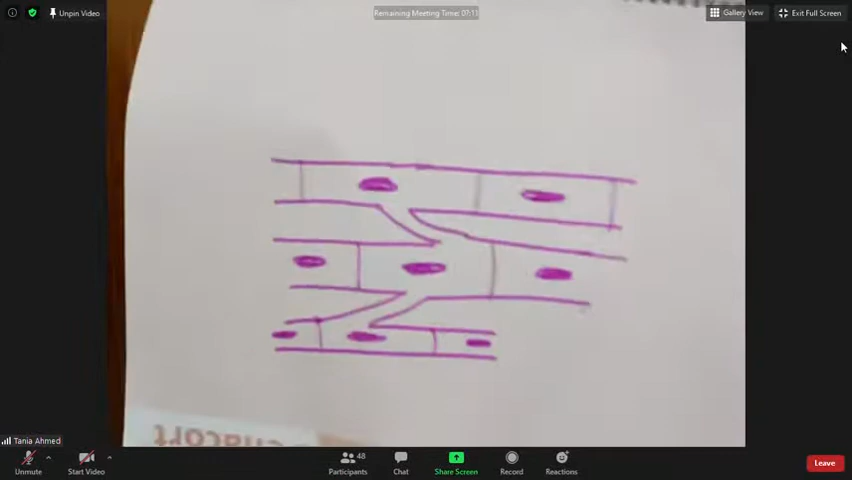 Unpin Video
Remaining Meeting Time: 07:11
Gallery View
Exit Full Screen
Tania Ahmed
Unmute
Start Video
48
Participants
Chat
Share Screen
Record
Reactions
Leave